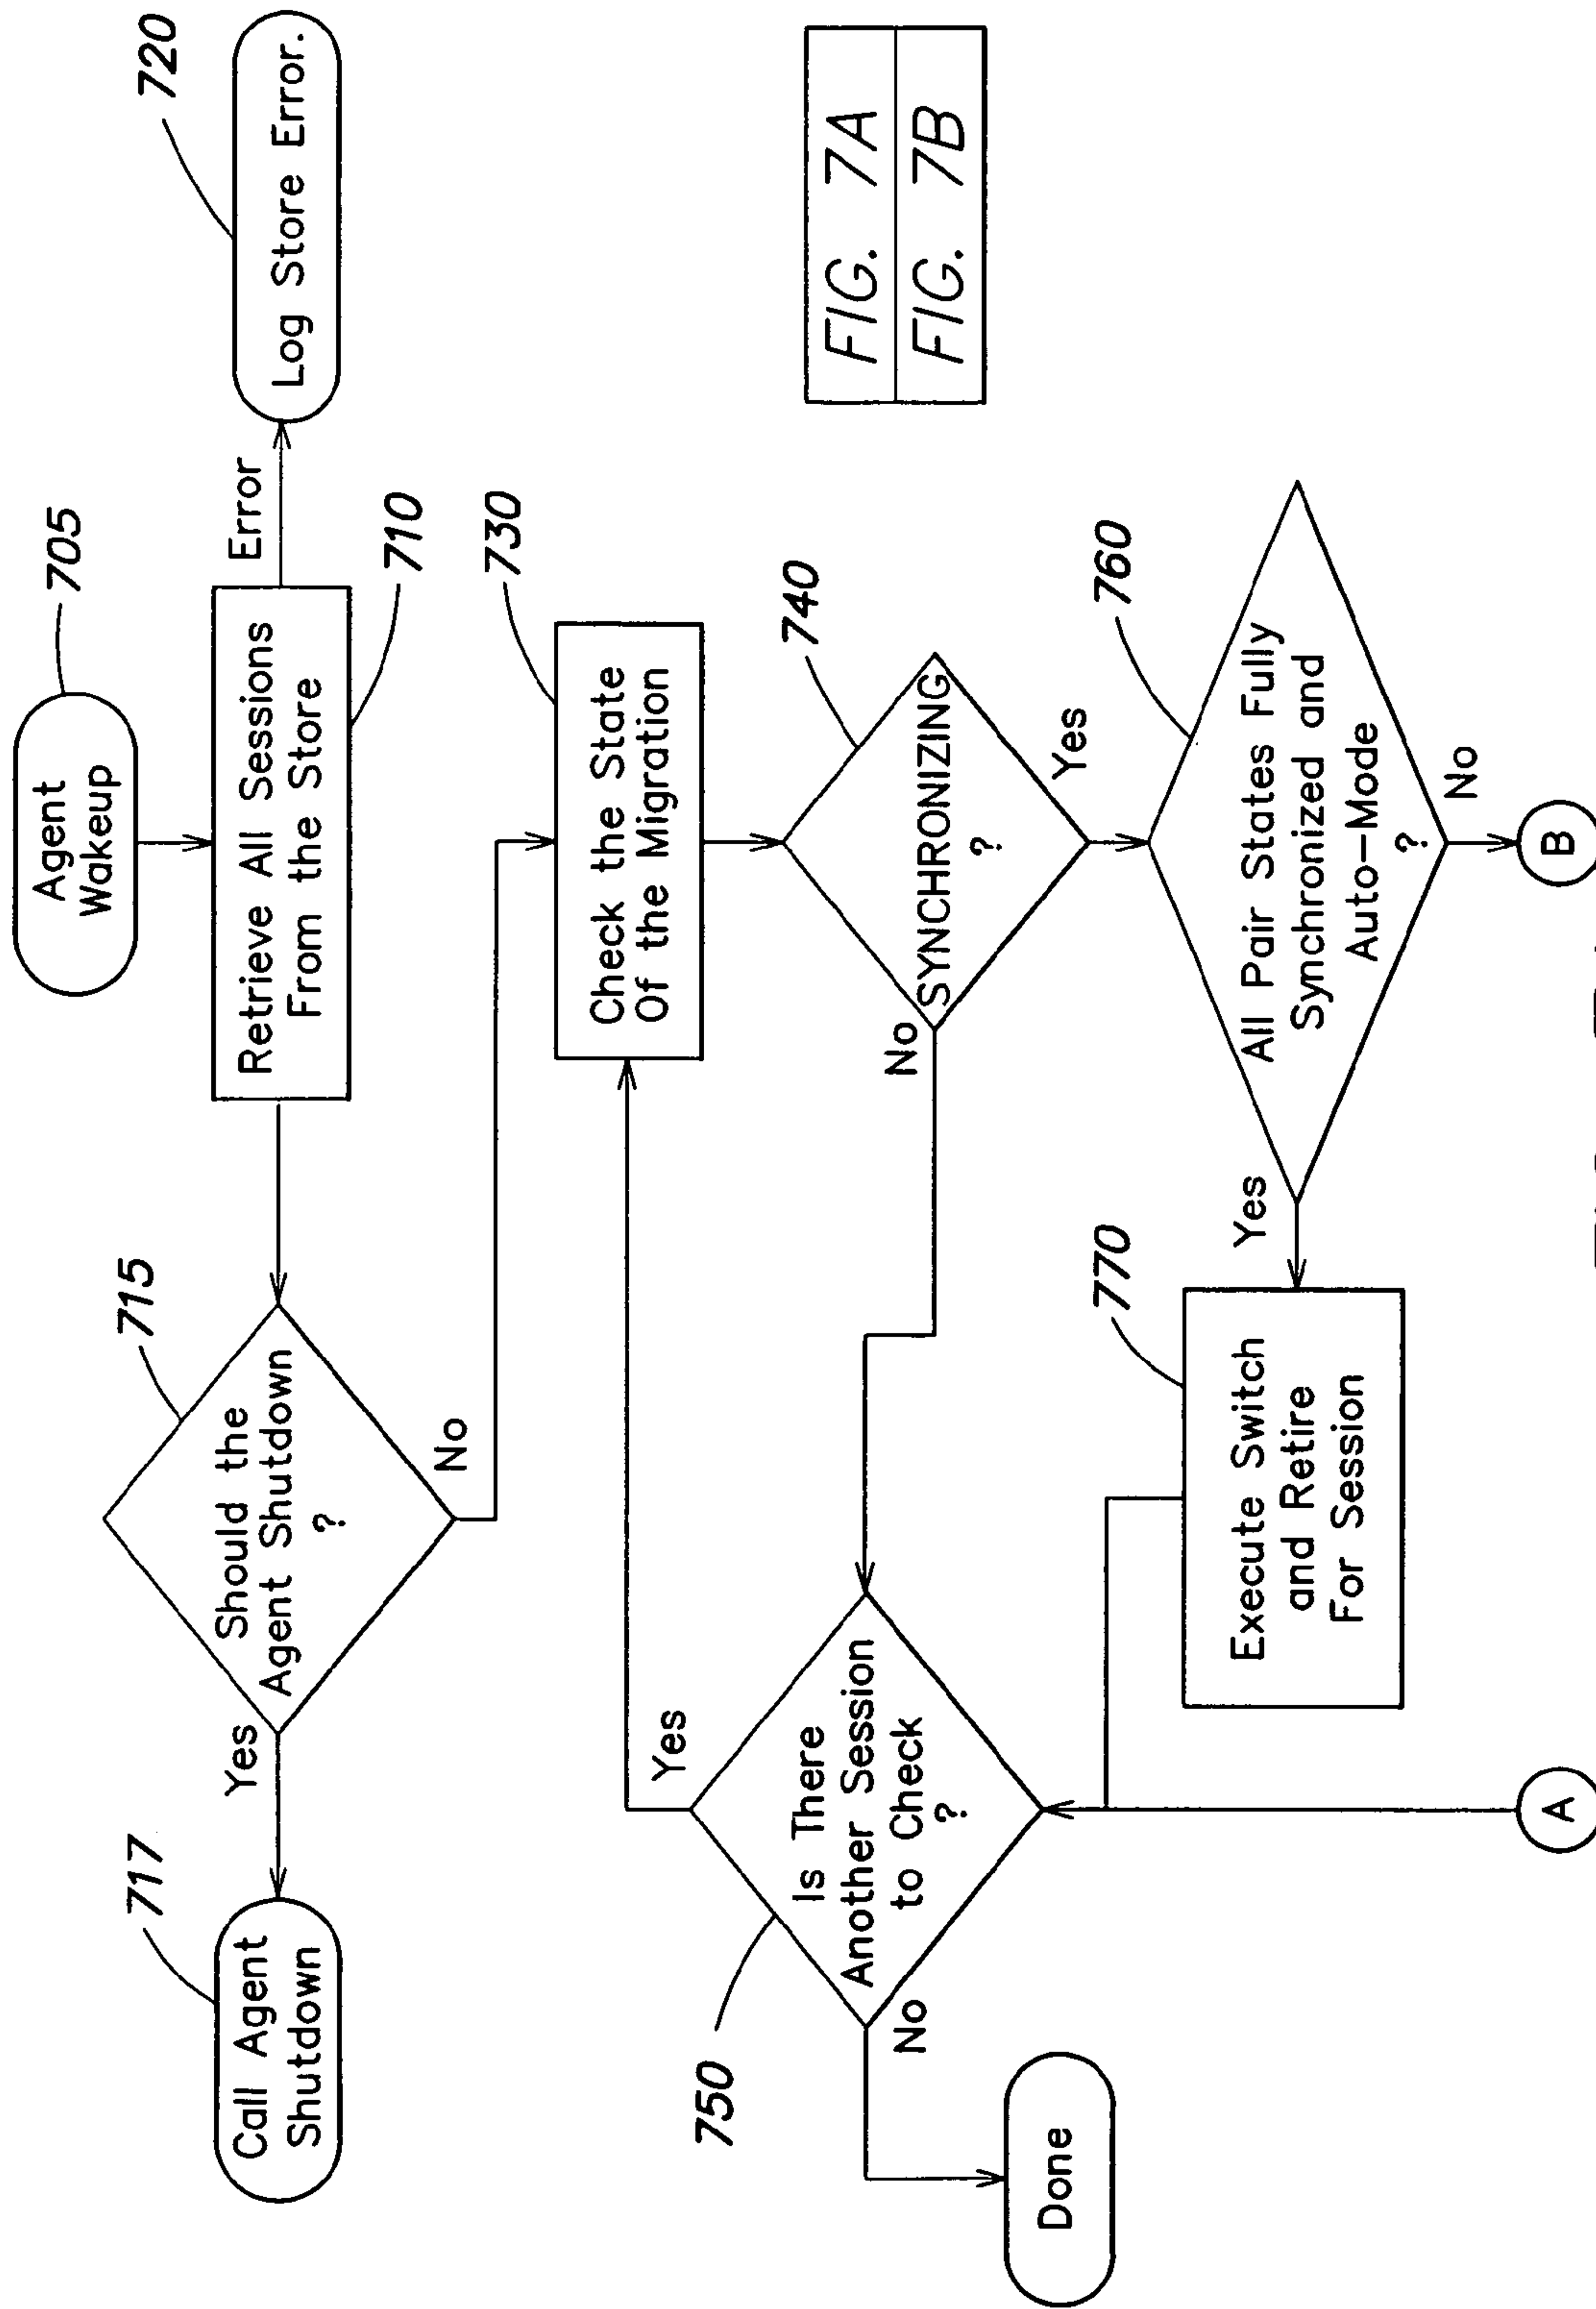 Agent
Wakeup
705
Retrieve All Sessions
From the Store
710
Error
Log Store Error.
720
Should the
Agent Shutdown
?
715
Yes
No
Call Agent
Shutdown
717
Check the State
Of the Migration
730
SYNCHRONIZING
?
740
No
Yes
Is There
Another Session
to Check
?
750
Yes
No
Done
All Pair States Fully
Synchronized and
Auto-Mode
?
760
Yes
No
Execute Switch
and Retire
For Session
770
A
B
FIG. 7A
FIG. 7B